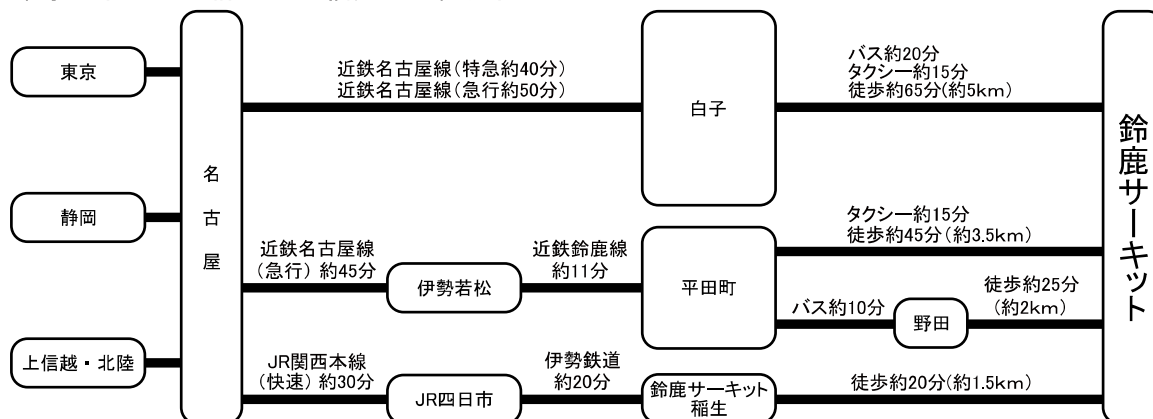 東京
静岡
上信越・北陸
名古屋
近鉄名古屋線(特急約40分)
近鉄名古屋線(急行約50分)
白子
バス約20分
タクシー約15分
徒歩約65分(約5km)
近鉄名古屋線
(急行) 約45分
伊勢若松
近鉄鈴鹿線
約11分
平田町
タクシー約15分
徒歩約45分(約3.5km)
バス約10分
野田
徒歩約25分
(約2km)
JR関西本線
(快速) 約30分
JR四日市
伊勢鉄道
約20分
鈴鹿サーキット
稲生
徒歩約20分(約1.5km)
鈴鹿サーキット